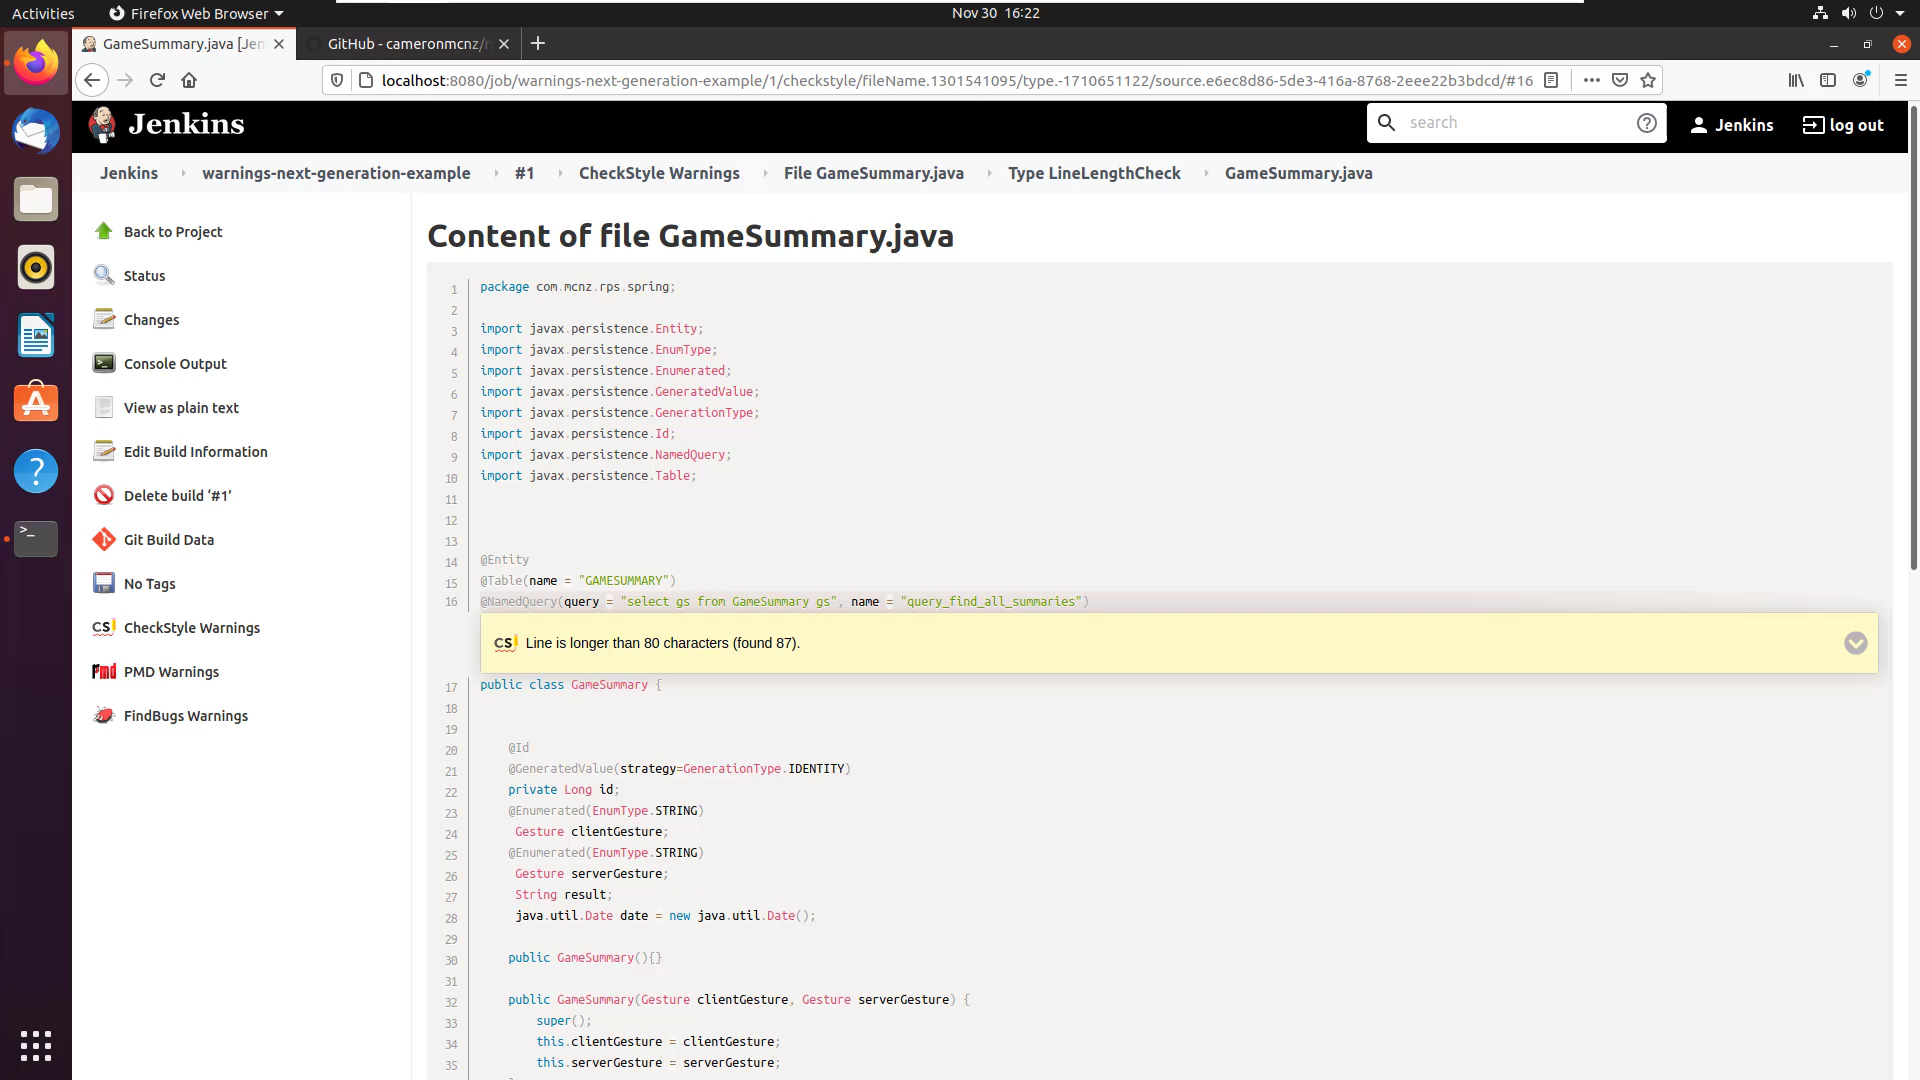 Activities
Firefox Web Browser
Nov 30 16:22
GameSummary.java [Jen
GitHub - cameronmcnz/r
localhost:8080/job/warnings-next-generation-example/1/checkstyle/fileName.1301541095/type.-1710651122/source.e6ec8d86-5de3-416a-8768-2eee22b3bdcd/#16
Jenkins
search
Jenkins
log out
Jenkins
warnings-next-generation-example
#1
CheckStyle Warnings
File GameSummary.java
Type LineLengthCheck
GameSummary.java
Back to Project
Status
Changes
Console Output
View as plain text
Edit Build Information
Delete build ‘#1’
Git Build Data
No Tags
CS! CheckStyle Warnings
PMD Warnings
FindBugs Warnings
Content of file GameSummary.java
1 package com.mcnz.rps.spring;
2
3 import javax.persistence.Entity;
4 import javax.persistence.EnumType;
5 import javax.persistence.Enumerated;
6 import javax.persistence.GeneratedValue;
7 import javax.persistence.GenerationType;
8 import javax.persistence.Id;
9 import javax.persistence.NamedQuery;
10 import javax.persistence.Table;
11
12
13
14 @Entity
15 @Table(name = "GAMESUMMARY")
16 @NamedQuery(query = "select gs from GameSummary gs", name = "query_find_all_summaries")
CS! Line is longer than 80 characters (found 87).
17 public class GameSummary {
18
19
20 @Id
21 @GeneratedValue(strategy=GenerationType.IDENTITY)
22 private Long id;
23 @Enumerated(EnumType.STRING)
24 Gesture clientGesture;
25 @Enumerated(EnumType.STRING)
26 Gesture serverGesture;
27 String result;
28 java.util.Date date = new java.util.Date();
29
30 public GameSummary(){}
31
32 public GameSummary(Gesture clientGesture, Gesture serverGesture) {
33 super();
34 this.clientGesture = clientGesture;
35 this.serverGesture = serverGesture;